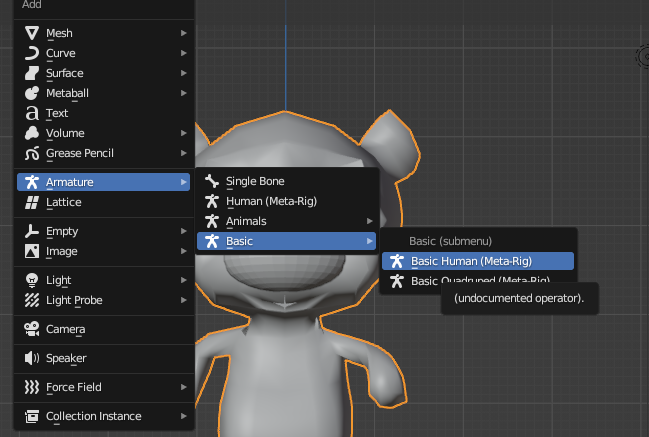 Add
Mesh
Curve
Surface
Metaball
Text
Volume
Grease Pencil
Armature
Lattice
Empty
Image
Light
Light Probe
Camera
Speaker
Force Field
Collection Instance
Single Bone
Human (Meta-Rig)
Animals
Basic
Basic (submenu)
Basic Human (Meta-Rig)
Basic Quadruped (Meta-Rig)
(undocumented operator).